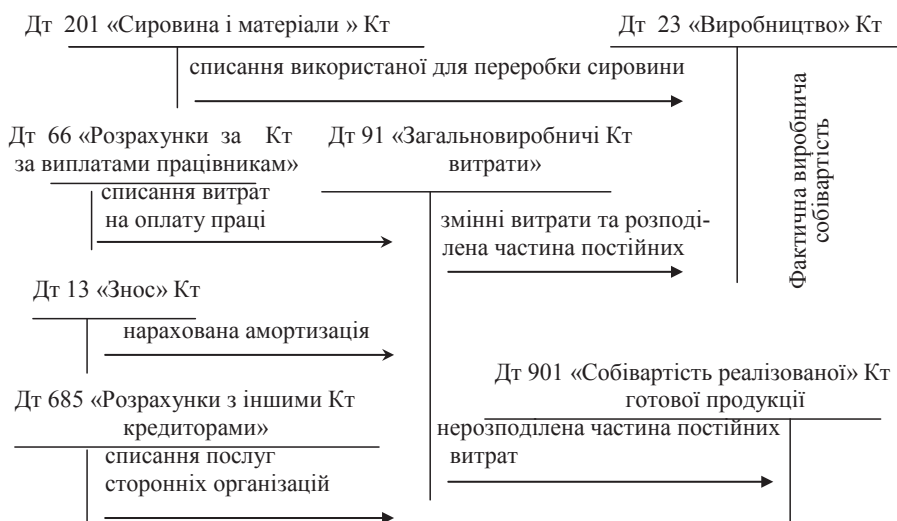 Дт 201 «Сировина і матеріали » Кт
Дт 23 «Виробництво» Кт
списання використаної для переробки сировини
Фактична виробнича
собівартість
Дт 66 «Розрахунки за Кт
за виплатами працівникам»
Дт 91 «Загальновиробничі Кт
витрати»
списання витрат
на оплату праці
змінні витрати та розподі-
лена частина постійних
Дт 13 «Знос» Кт
нарахована амортизація
Дт 901 «Собівартість реалізованої» Кт
готової продукції
Дт 685 «Розрахунки з іншими Кт
кредиторами»
нерозподілена частина постійних
витрат
списання послуг
сторонніх організацій